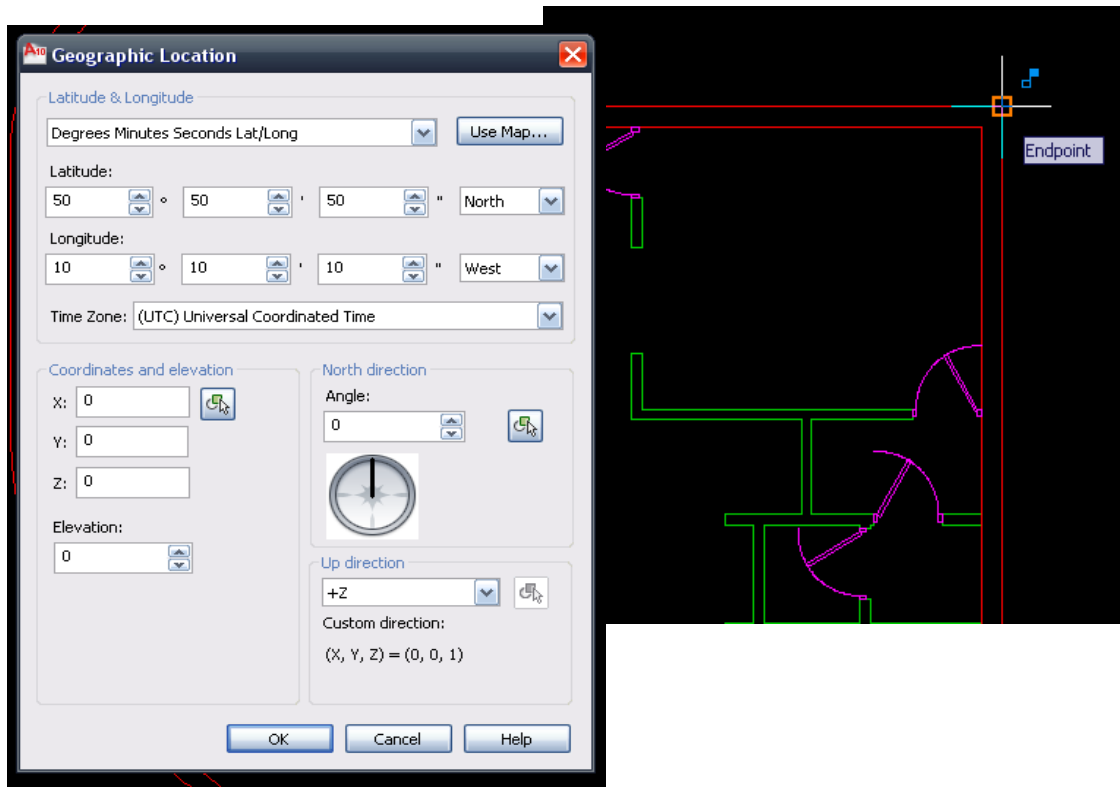 A10 Geographic Location
Latitude & Longitude
Degrees Minutes Seconds Lat/Long Use Map...
Latitude:
50 ° 50 ' 50 " North
Longitude:
10 ° 10 ' 10 " West
Time Zone: (UTC) Universal Coordinated Time
Coordinates and elevation
X: 0
Y: 0
Z: 0
Elevation:
0
North direction
Angle:
0
Up direction
+Z
Custom direction:
(X, Y, Z) = (0, 0, 1)
OK Cancel Help
Endpoint